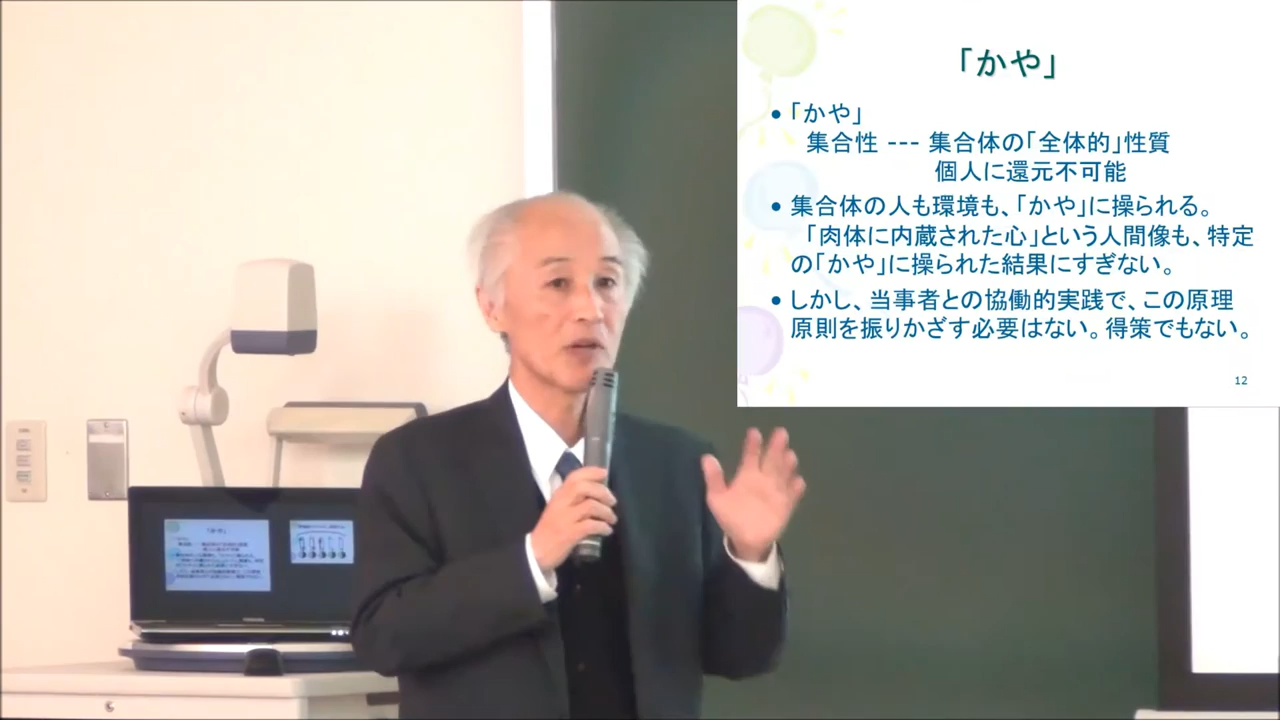 「かや」
• 「かや」
集合性 --- 集合体の「全体的」性質
個人に還元不可能
• 集合体の人も環境も、「かや」に操られる。
「肉体に内蔵された心」という人間像も、特定
の「かや」に操られた結果にすぎない。
• しかし、当事者との協働的実践で、この原理
原則を振りかざす必要はない。得策でもない。
12